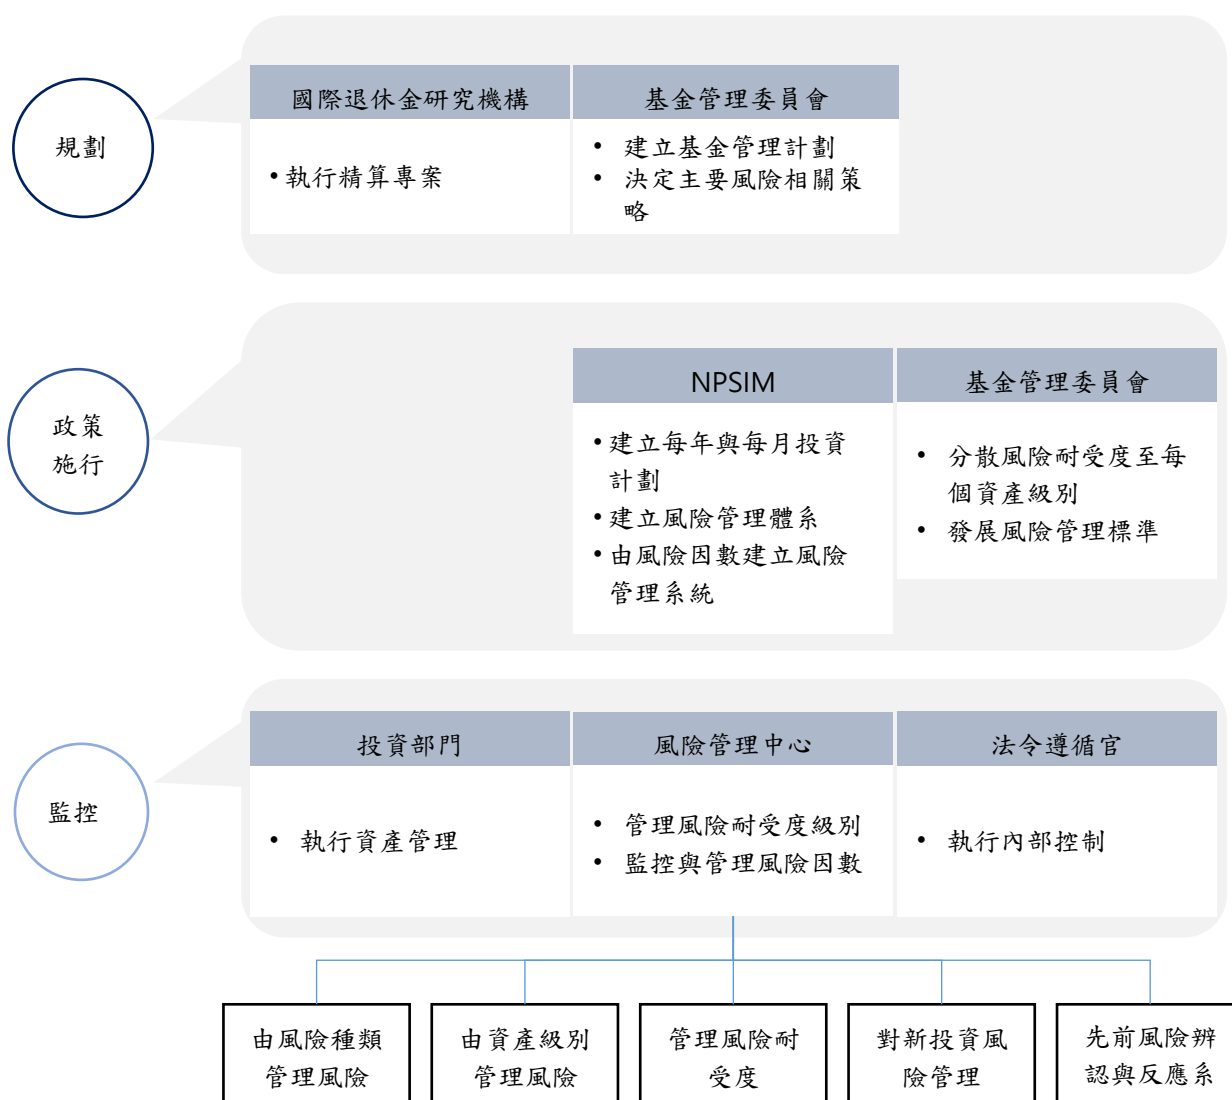 規劃
國際退休金研究機構
• 執行精算專案
基金管理委員會
• 建立基金管理計劃
• 決定主要風險相關策
略
政策
施行
NPSIM
• 建立每年與每月投資
計劃
• 建立風險管理體系
• 由風險因數建立風險
管理系統
基金管理委員會
• 分散風險耐受度至每
個資產級別
• 發展風險管理標準
監控
投資部門
• 執行資產管理
風險管理中心
• 管理風險耐受度級別
• 監控與管理風險因數
法令遵循官
• 執行內部控制
由風險種類
管理風險
由資產級別
管理風險
管理風險耐
受度
對新投資風
險管理
先前風險辨
認與反應系